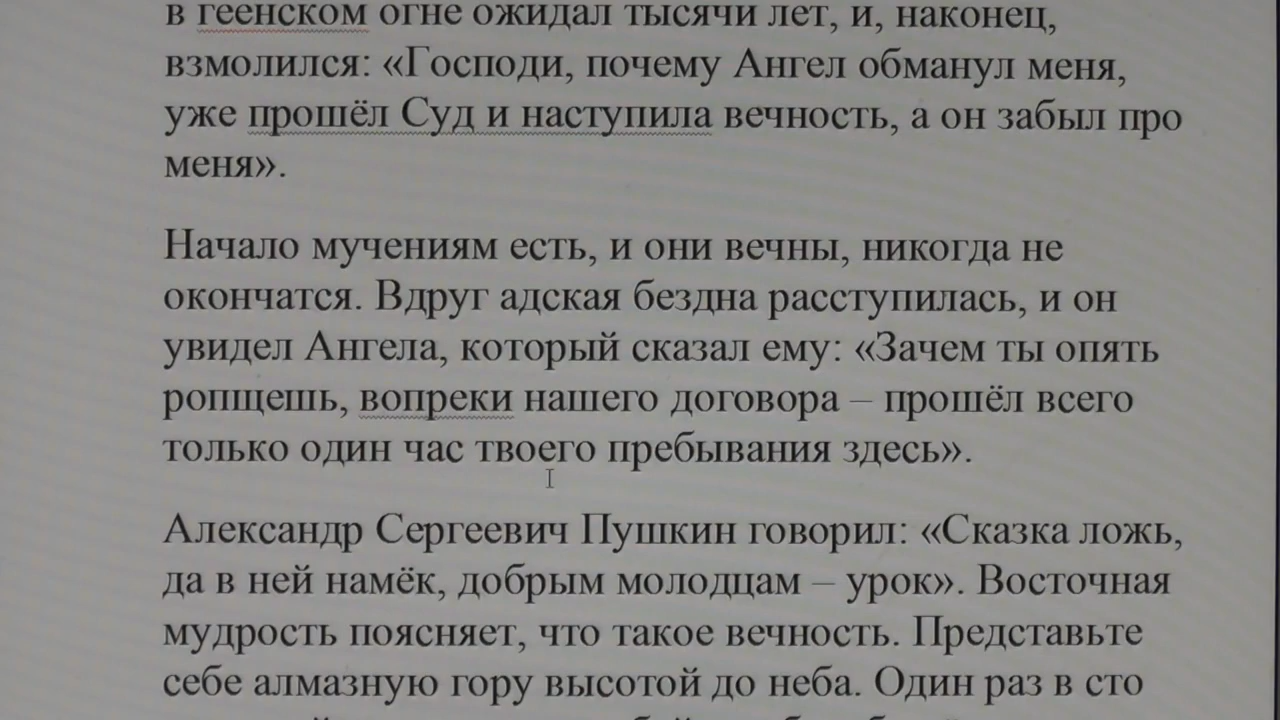 в геенском огне ожидал тысячи лет, и, наконец,
взмолился: «Господи, почему Ангел обманул меня,
уже прошёл Суд и наступила вечность, а он забыл про
меня».
Начало мучениям есть, и они вечны, никогда не
окончатся. Вдруг адская бездна расступилась, и он
увидел Ангела, который сказал ему: «Зачем ты опять
ропщешь, вопреки нашего договора – прошёл всего
только один час твоего пребывания здесь».
Александр Сергеевич Пушкин говорил: «Сказка ложь,
да в ней намёк, добрым молодцам – урок». Восточная
мудрость поясняет, что такое вечность. Представьте
себе алмазную гору высотой до неба. Один раз в сто